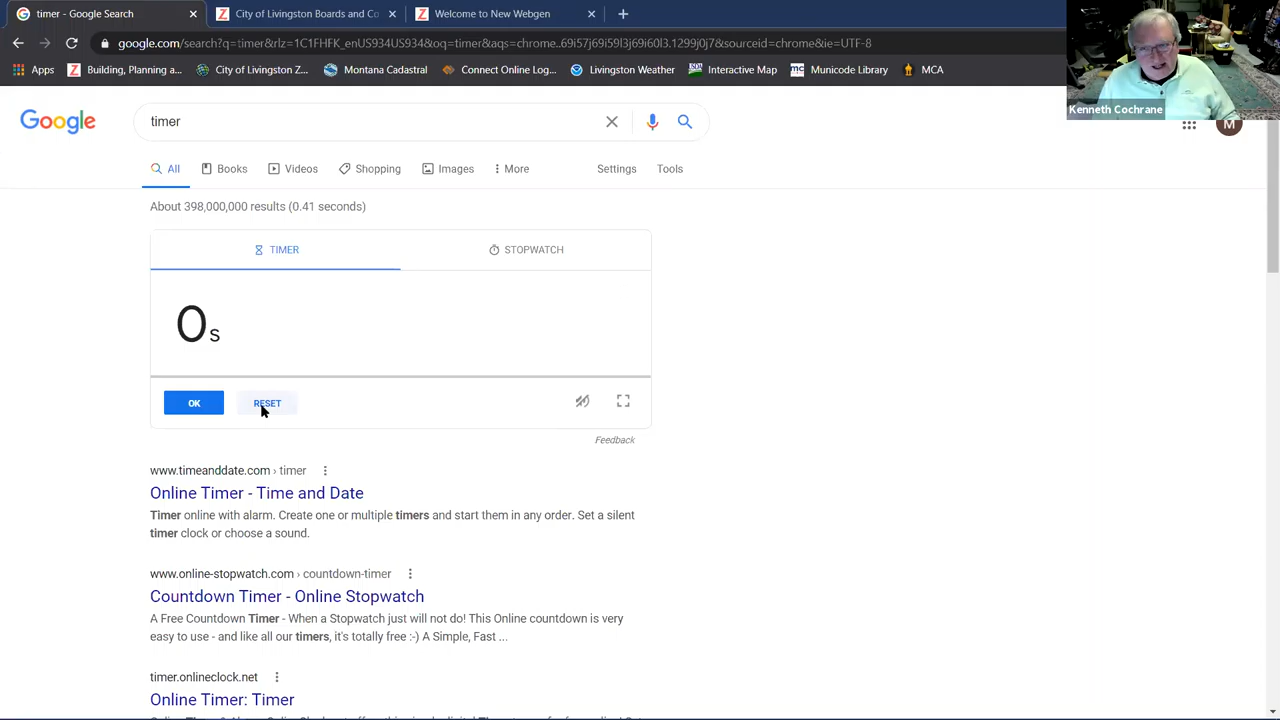 timer - Google Search
City of Livingston Boards and Co
Welcome to New Webgen
google.com/search?q=timer&rlz=1C1FHFK_enUS934US934&oq=timer&aqs=chrome..69i57j69i59l3j69i60l3.1299j0j7&sourceid=chrome&ie=UTF-8
Apps
Building, Planning a...
City of Livingston Z...
Montana
ConnectOnline Log...
Livingston Weather
Interactive Map
Municode Library
MCA
Kenneth Cochrane
Google
timer
M
All
Books
Videos
Shopping
Images
More
Settings
Tools
About 398,000,000 results (0.41 seconds)
TIMER
STOPWATCH
0s
OK
RESET
Feedback
www.timeanddate.com › timer
Online Timer - Time and Date
Timer online with alarm. Create one or multiple timers and start them in any order. Set a silent
timer clock or choose a sound.
www.online-stopwatch.com › countdown-timer
Countdown Timer - Online Stopwatch
A Free Countdown Timer - When a Stopwatch just will not do! This Online countdown is very
easy to use - and like all our timers, it's totally free :-) A Simple, Fast ...
timer.onlineclock.net
Online Timer: Timer